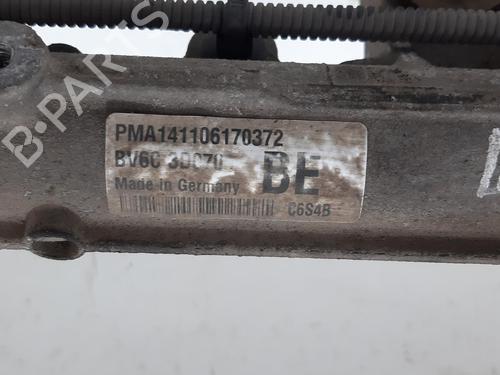 PMA141106170372
BV6C 3D070 BE
Made in Germany
C6S4B
B-PARTS